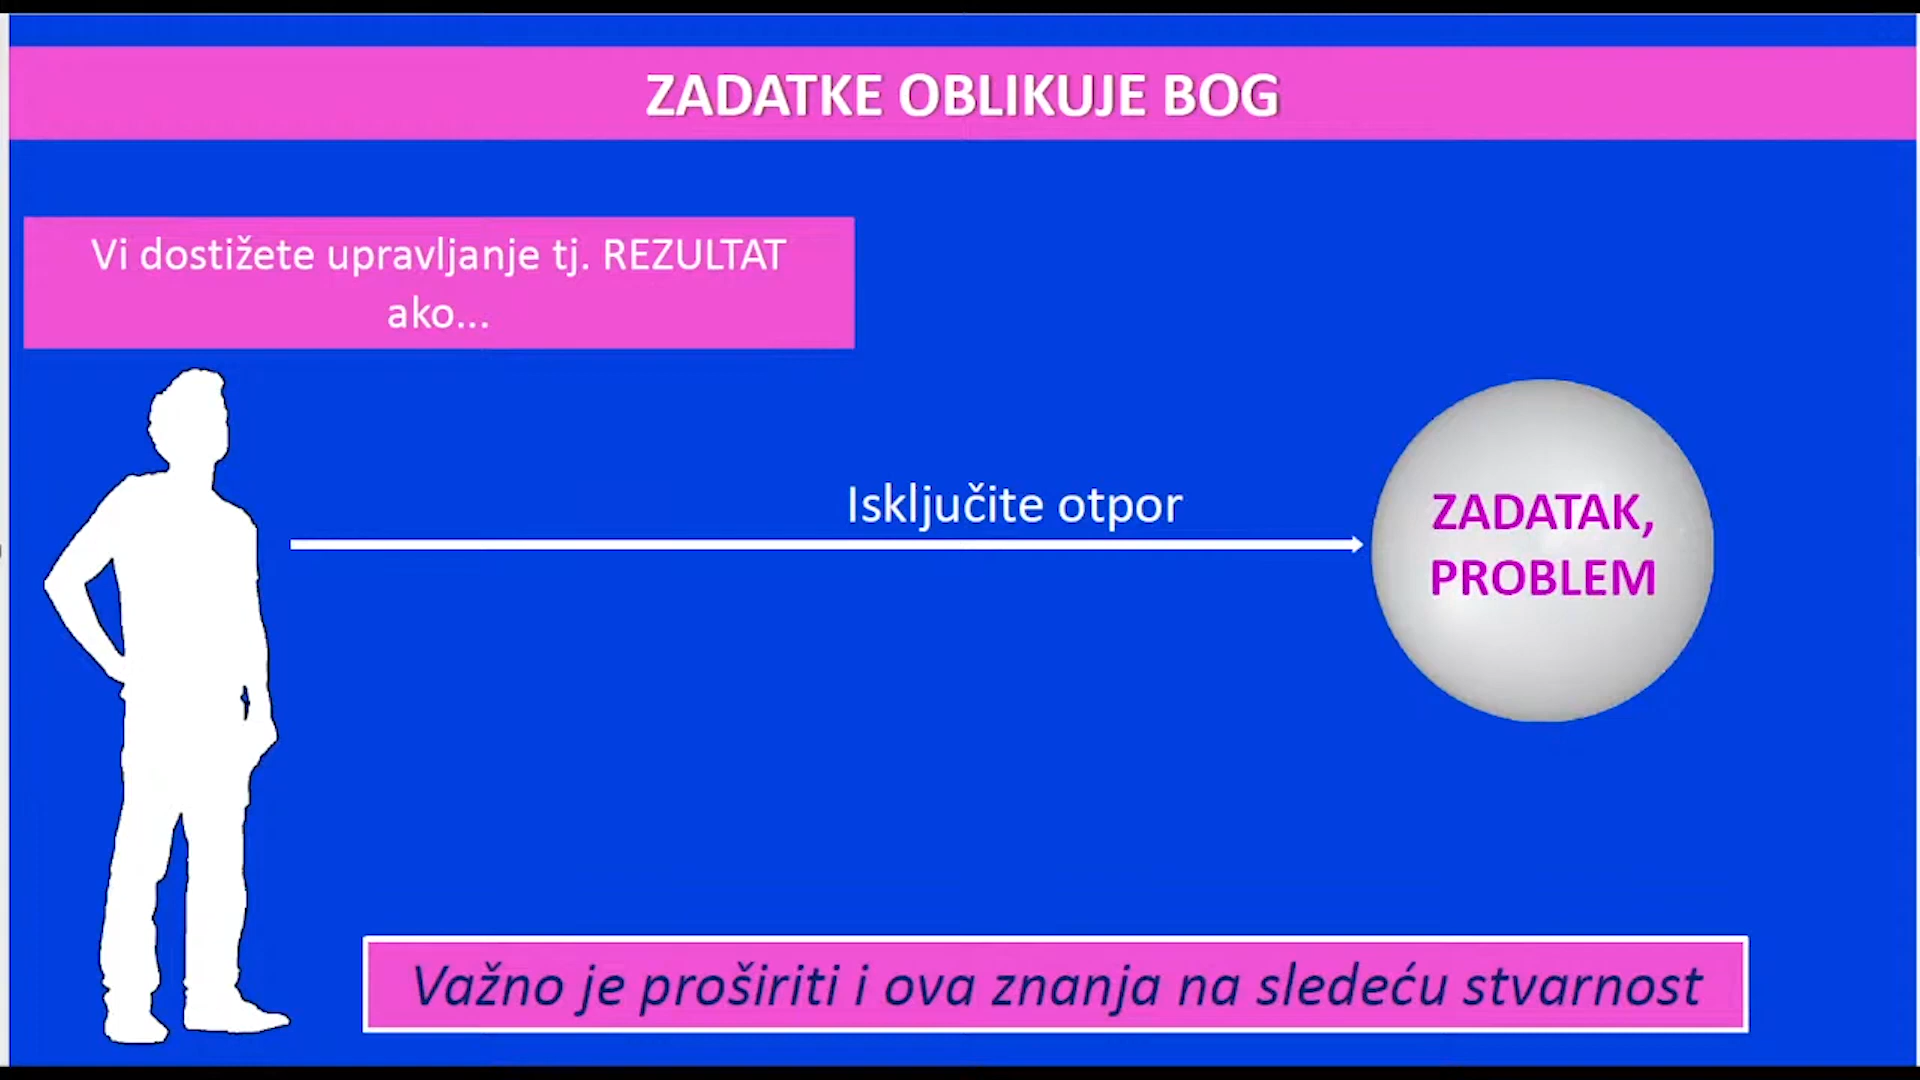 ZADATKE OBLIKUJE BOG
Vi dostižete upravljanje tj. REZULTAT
ako...
Isključite otpor
ZADATAK,
PROBLEM
Važno je proširiti i ova znanja na sledeću stvarnost